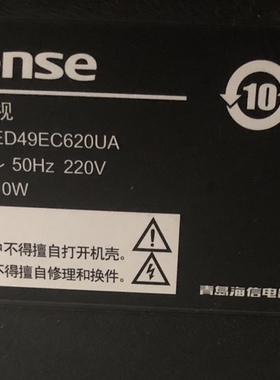 ense
视
ED49EC620UA
~ 50Hz 220V
0W
10
中不得擅自打开机壳。
不得擅自修理和换件。
青岛海信电